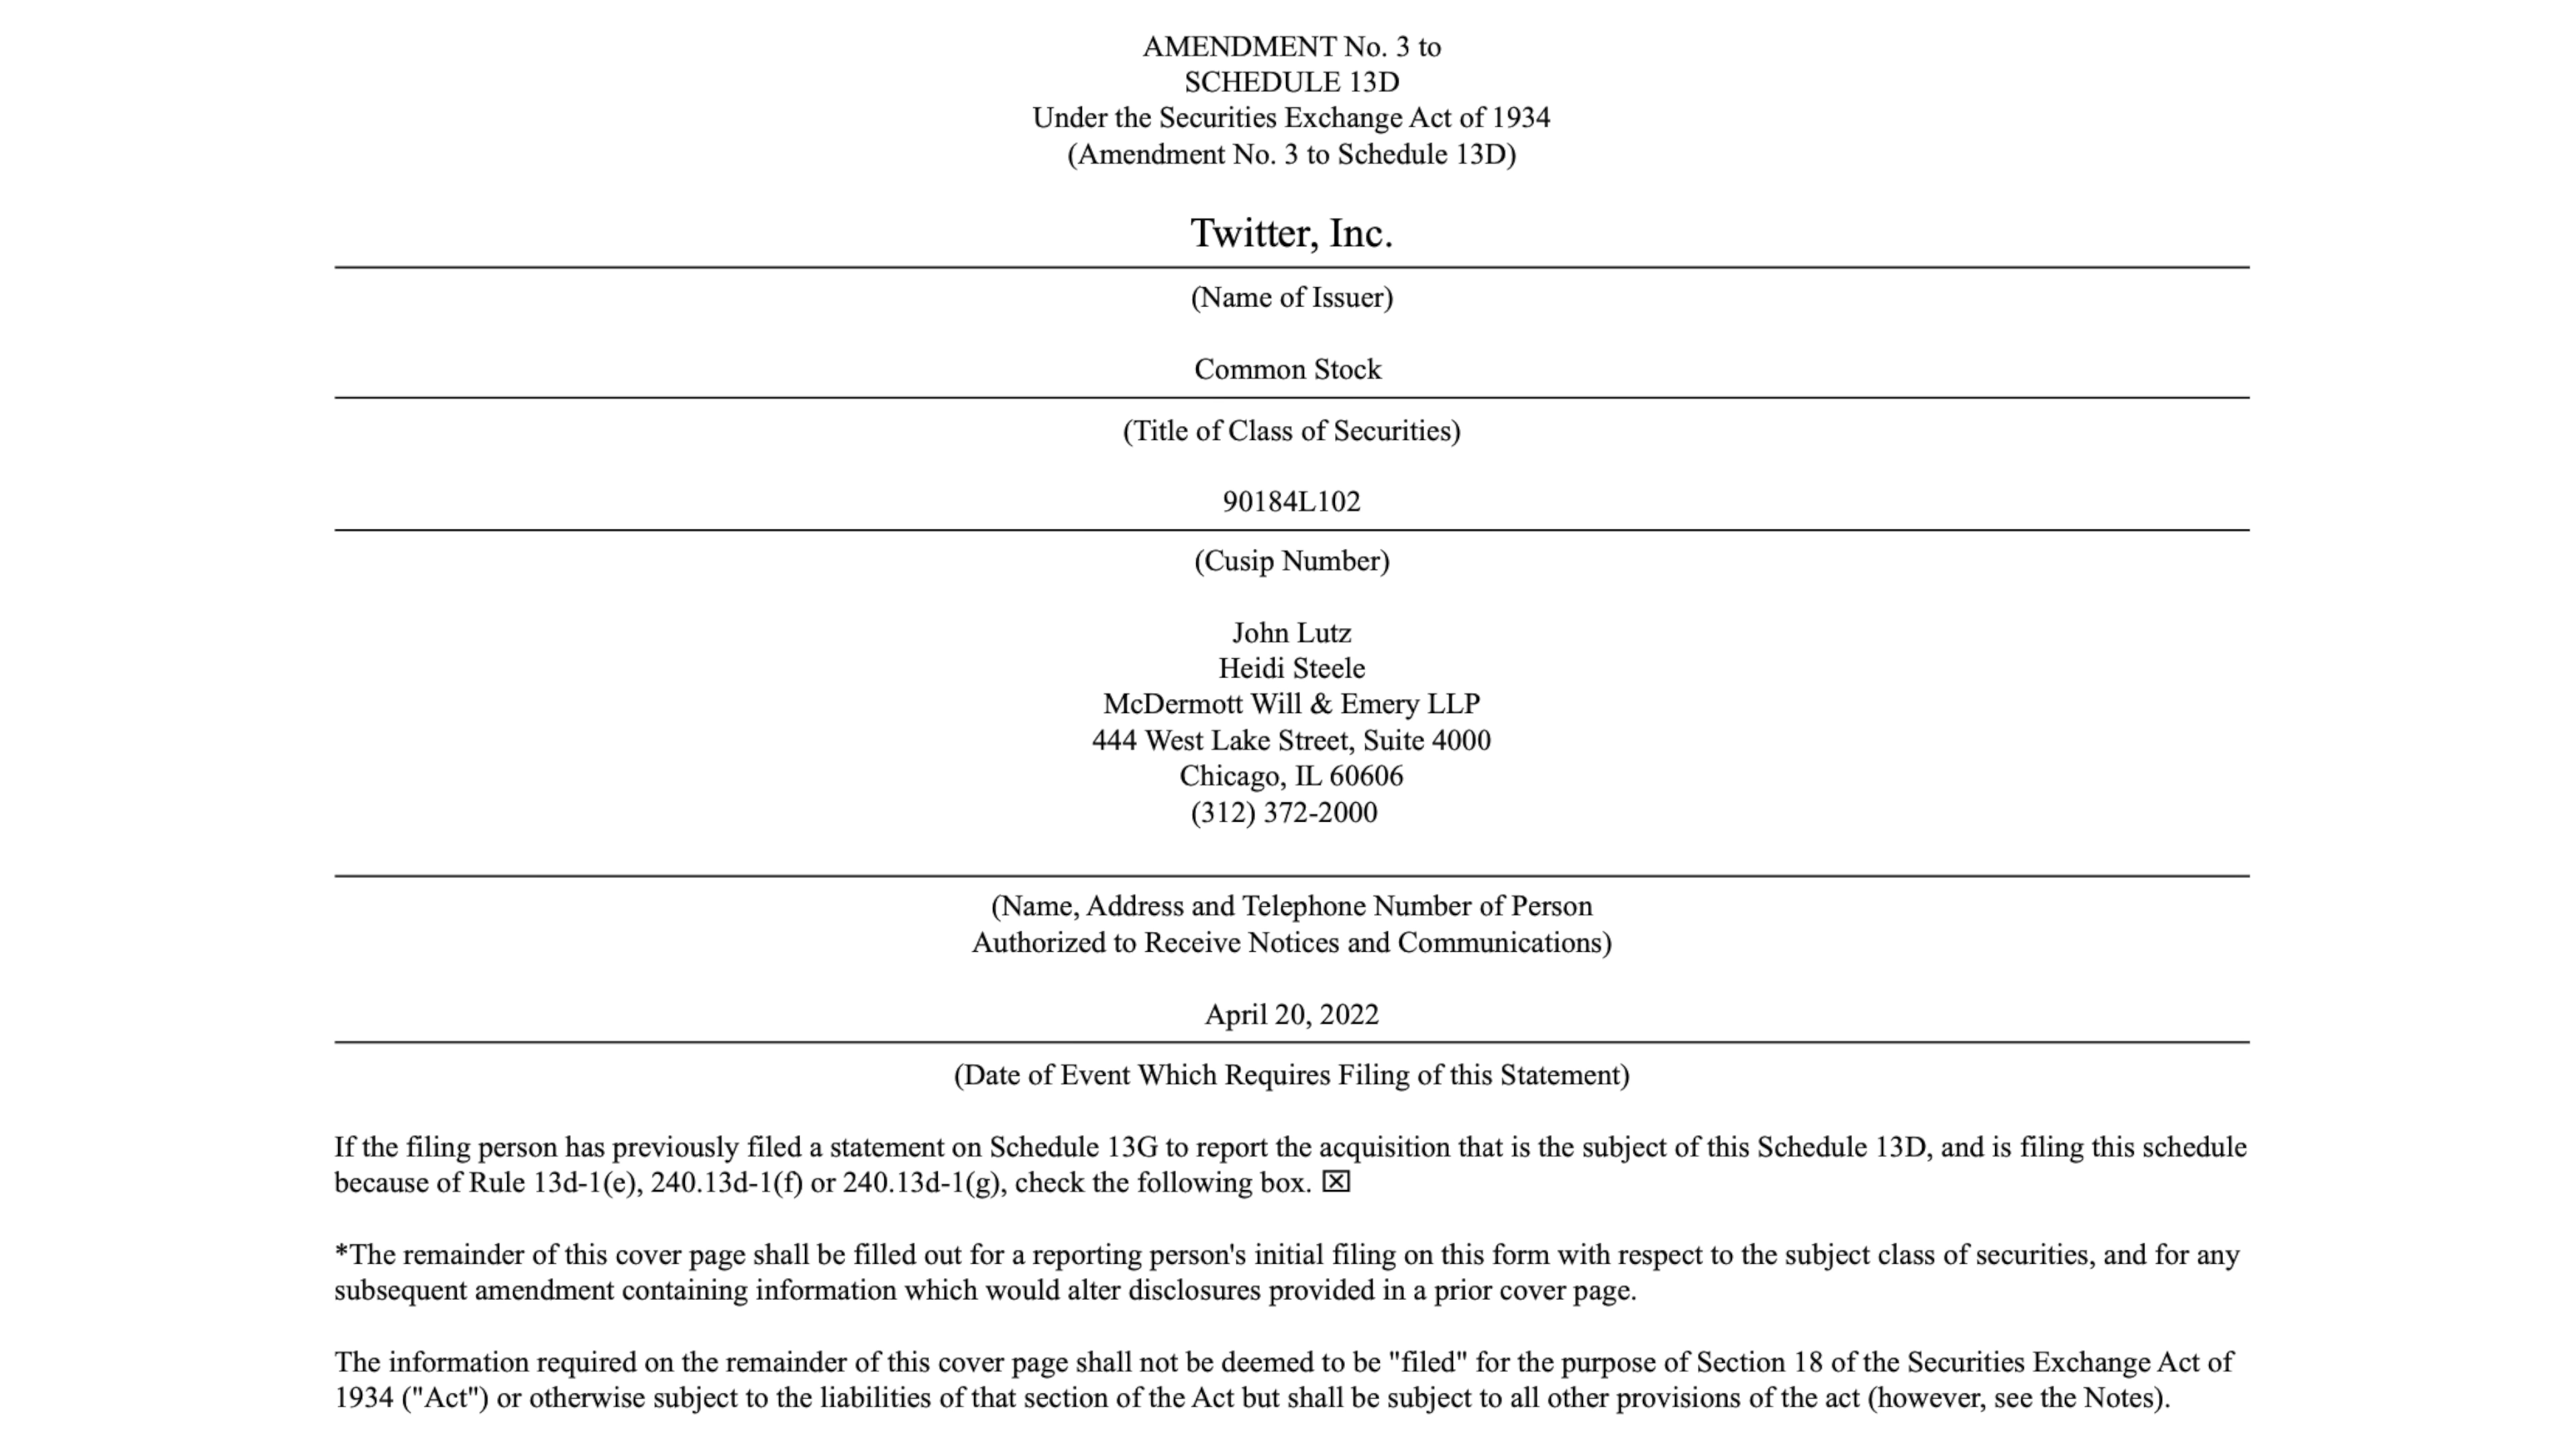 AMENDMENT No. 3 to
SCHEDULE 13D
Under the Securities Exchange Act of 1934
(Amendment No. 3 to Schedule 13D)
Twitter, Inc.
(Name of Issuer)
Common Stock
(Title of Class of Securities)
90184L102
(Cusip Number)
John Lutz
Heidi Steele
McDermott Will & Emery LLP
444 West Lake Street, Suite 4000
Chicago, IL 60606
(312) 372-2000
(Name, Address and Telephone Number of Person
Authorized to Receive Notices and Communications)
April 20, 2022
(Date of Event Which Requires Filing of this Statement)
If the filing person has previously filed a statement on Schedule 13G to report the acquisition that is the subject of this Schedule 13D, and is filing this schedule
because of Rule 13d-1(e), 240.13d-1(f) or 240.13d-1(g), check the following box. ☒
*The remainder of this cover page shall be filled out for a reporting person's initial filing on this form with respect to the subject class of securities, and for any
subsequent amendment containing information which would alter disclosures provided in a prior cover page.
The information required on the remainder of this cover page shall not be deemed to be "filed" for the purpose of Section 18 of the Securities Exchange Act of
1934 ("Act") or otherwise subject to the liabilities of that section of the Act but shall be subject to all other provisions of the act (however, see the Notes).